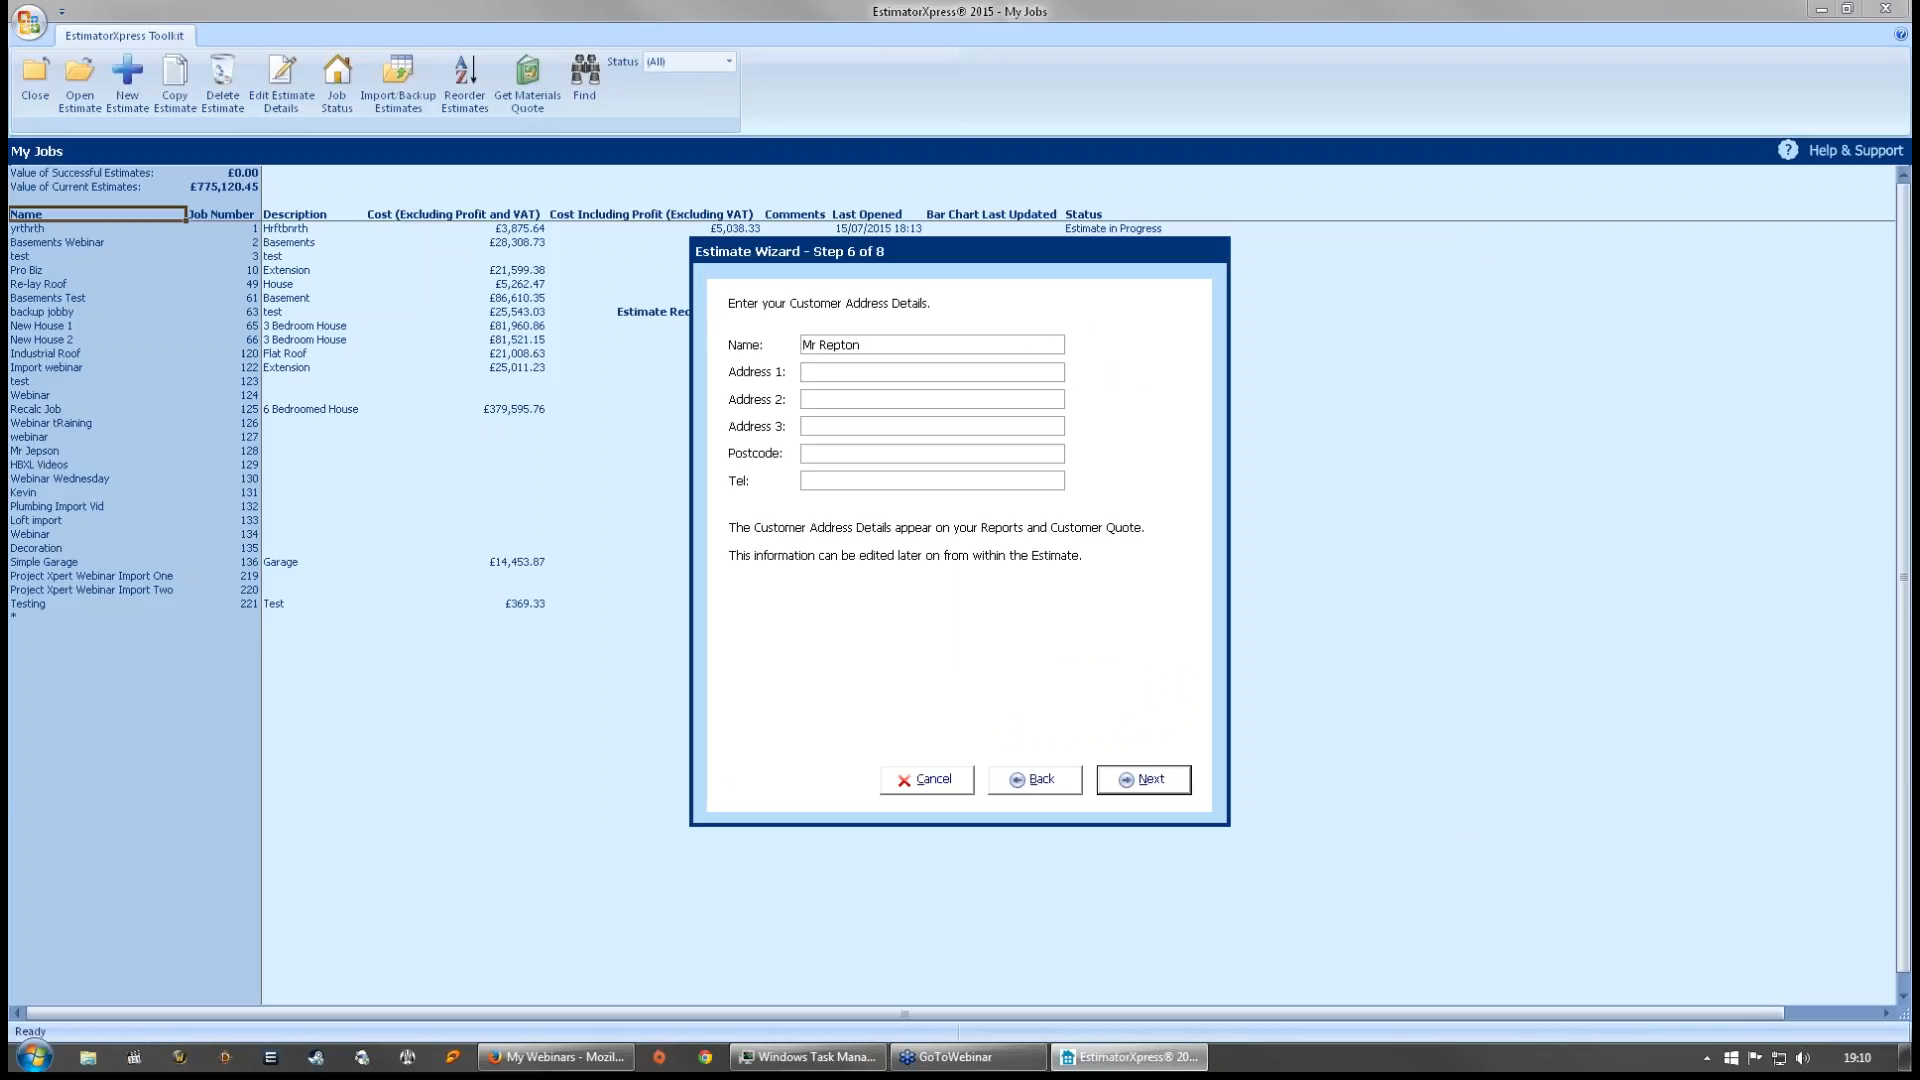 EstimatorXpress® 2015 - My Jobs
EstimatorXpress Toolkit
Close
Open Estimate
New Estimate
Copy Estimate
Delete Estimate
Edit Estimate Details
Job Status
Import/Backup Estimates
Reorder Estimates
Get Materials Quote
Find
Status (All)
My Jobs
Help & Support
Value of Successful Estimates: £0.00
Value of Current Estimates: £775,120.45
Name Job Number Description Cost (Excluding Profit and VAT) Cost Including Profit (Excluding VAT) Comments Last Opened Bar Chart Last Updated Status
yrthrth 1 Hrftbnrth £3,875.64 £5,038.33 15/07/2015 18:13 Estimate in Progress
Basements Webinar 2 Basements £28,308.73
test 3 test
Pro Biz 10 Extension £21,599.38
Re-lay Roof 49 House £5,262.47
Basements Test 61 Basement £86,610.35
backup jobby 63 test £25,543.03 Estimate Rec
New House 1 65 3 Bedroom House £81,960.86
New House 2 66 3 Bedroom House £81,521.15
Industrial Roof 120 Flat Roof £21,008.63
Import webinar 122 Extension £25,011.23
test 123
Webinar 124
Recalc Job 125 6 Bedroomed House £379,595.76
Webinar tRaining 126
webinar 127
Mr Jepson 128
HBXL Videos 129
Webinar Wednesday 130
Kevin 131
Plumbing Import Vid 132
Loft import 133
Webinar 134
Decoration 135
Simple Garage 136 Garage £14,453.87
Project Xpert Webinar Import One 219
Project Xpert Webinar Import Two 220
Testing 221 Test £369.33
*
Estimate Wizard - Step 6 of 8
Enter your Customer Address Details.
Name: Mr Repton
Address 1:
Address 2:
Address 3:
Postcode:
Tel:
The Customer Address Details appear on your Reports and Customer Quote.
This information can be edited later on from within the Estimate.
Cancel
Back
Next
Ready
My Webinars - Mozil...
Windows Task Mana...
GoToWebinar
EstimatorXpress® 20...
19:10